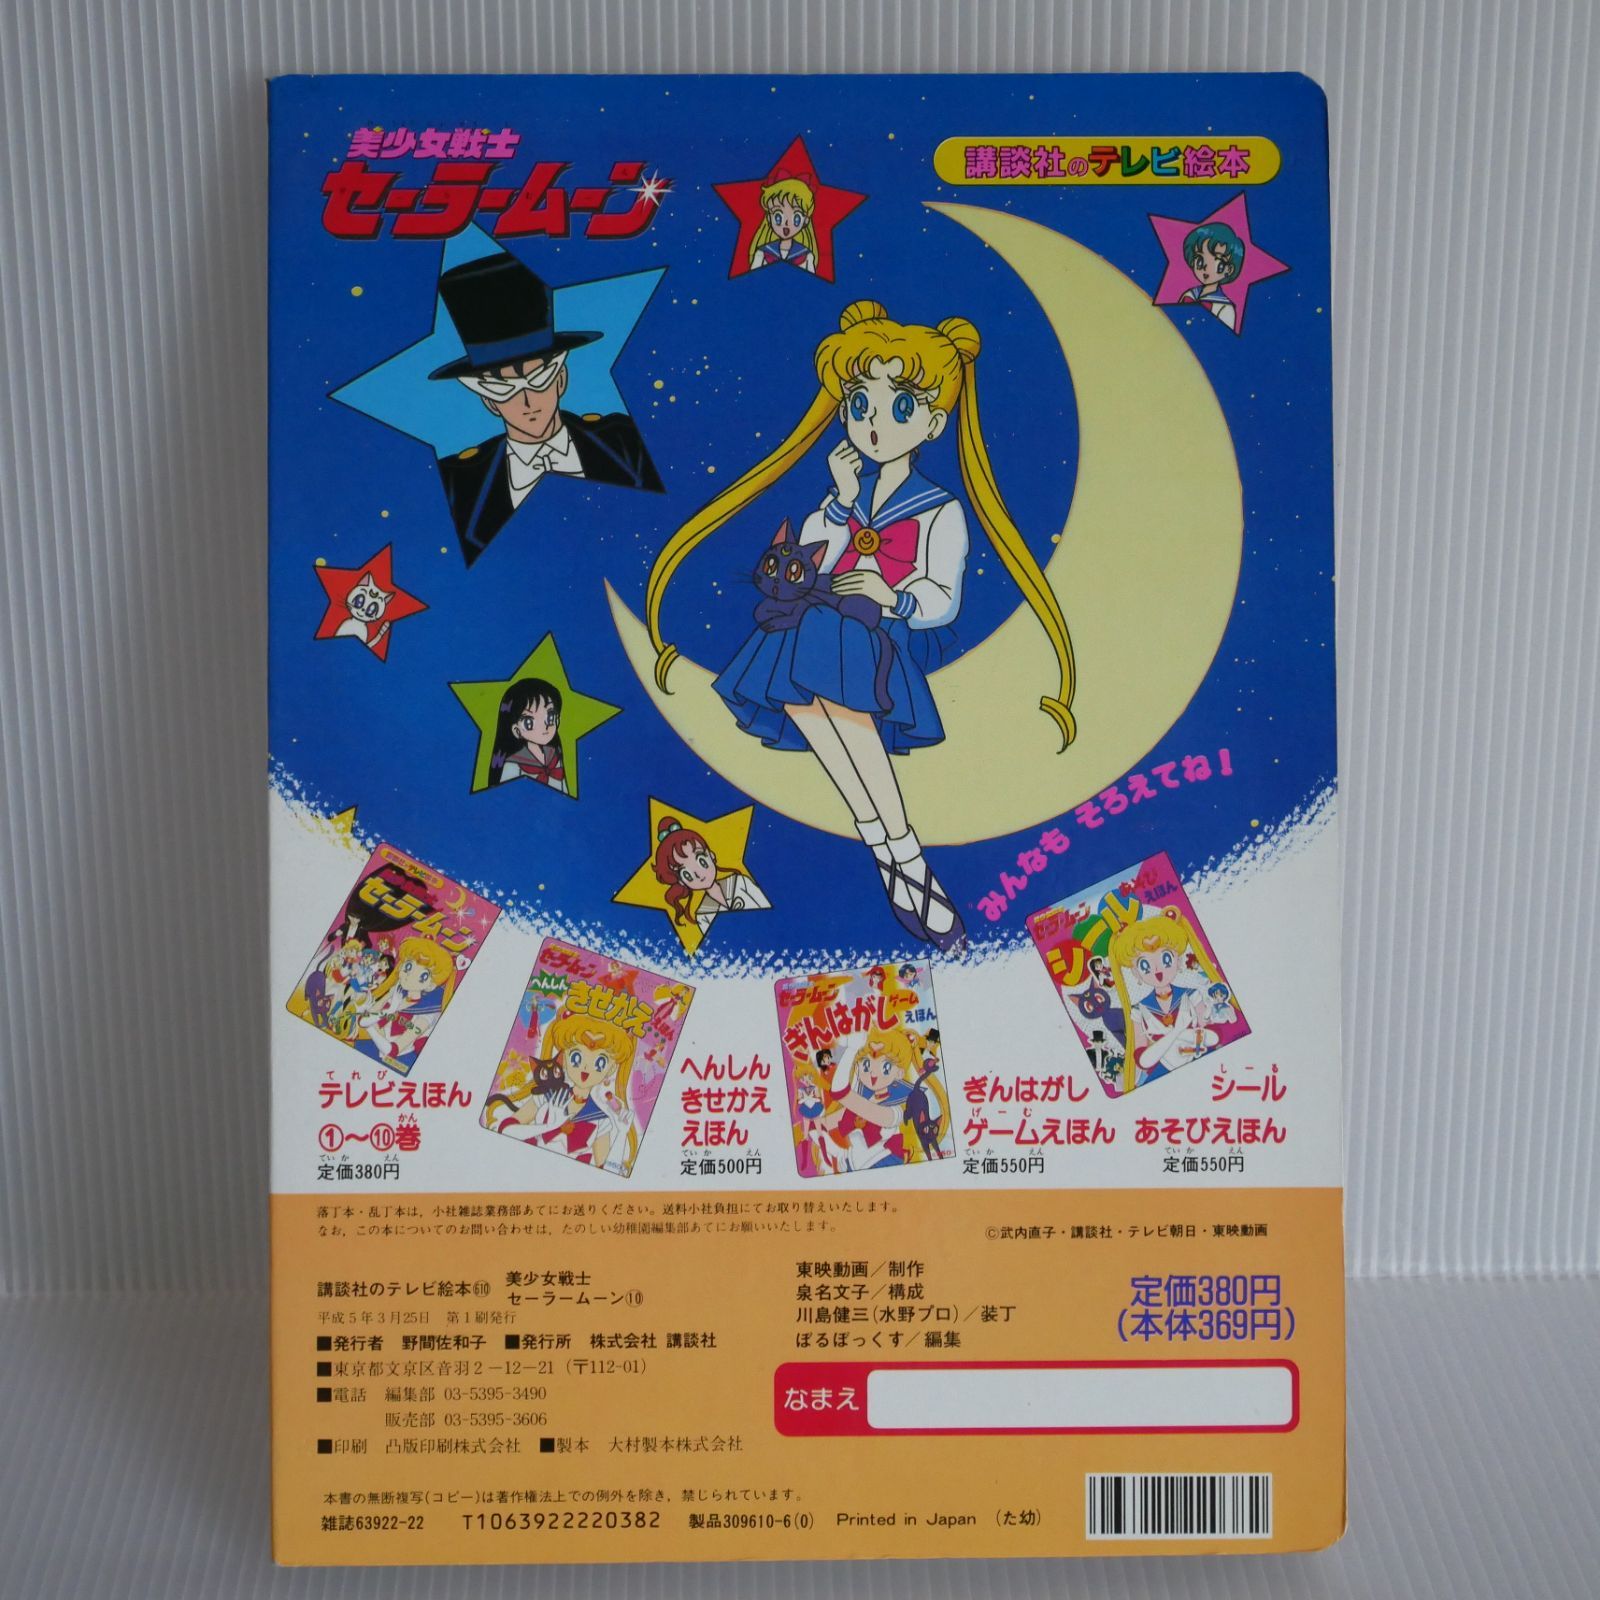 美少女戦士
セーラームーン
講談社のテレビ絵本
みんなも そろえてね!
テレビえほん
①〜⑩巻
定価380円
へんしん
きせかえ
えほん
定価500円
ぎんはがし
ゲームえほん
定価550円
シール
あそびえほん
定価550円
落丁本・乱丁本は,小社雑誌業務部あてにお送りください。送料小社負担にてお取り替えいたします。
なお,この本についてのお問い合わせは,たのしい幼稚園編集部あてにお願いいたします。
©武内直子・講談社・テレビ朝日・東映動画
講談社のテレビ絵本610 美少女戦士
セーラームーン⑩
平成5年3月25日 第1刷発行
■発行者 野間佐和子 ■発行所 株式会社 講談社
■東京都文京区音羽2-12-21(〒112-01)
■電話 編集部 03-5395-3490
販売部 03-5395-3606
■印刷 凸版印刷株式会社 ■製本 大村製本株式会社
東映動画/制作
泉名文子/構成
川島健三(水野プロ)/装丁
ぽるぽっくす/編集
定価380円
(本体369円)
なまえ
本書の無断複写(コピー)は著作権法上での例外を除き,禁じられています。
雑誌63922-22 T1063922220382 製品309610-6(0) Printed in Japan (た幼)